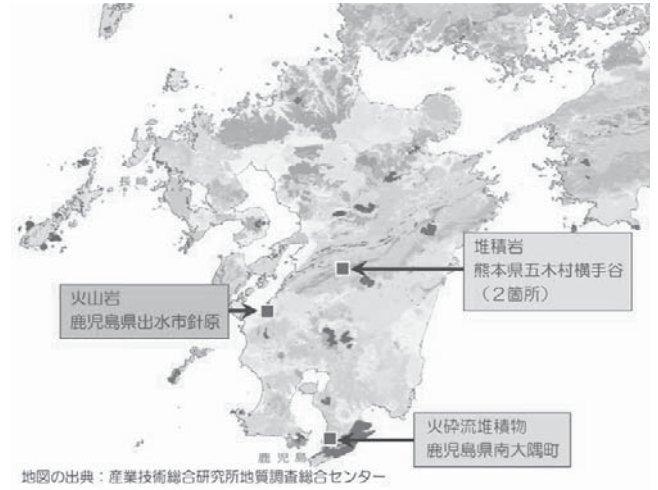 長崎
堆積岩
熊本県五木村横手谷
(2箇所)
火山岩
鹿児島県出水市針原
火砕流堆積物
鹿児島県南大隅町
鹿児島
地図の出典:産業技術総合研究所地質調査総合センター